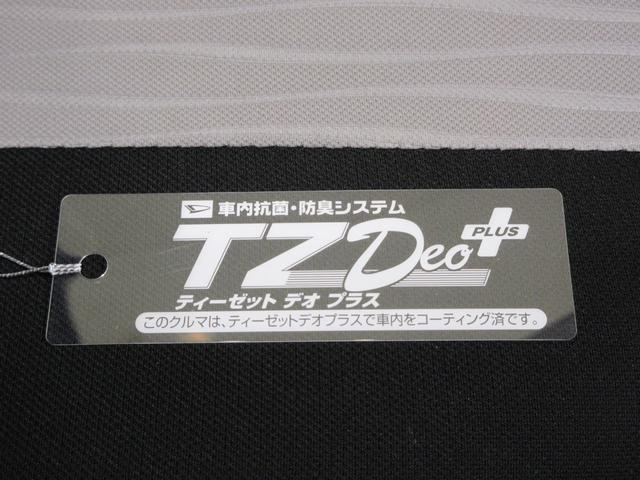 車内抗菌・防臭システム
TZ Deo PLUS
ティーゼット デオ プラス
このクルマは、ティーゼットデオプラスで車内をコーティング済です。